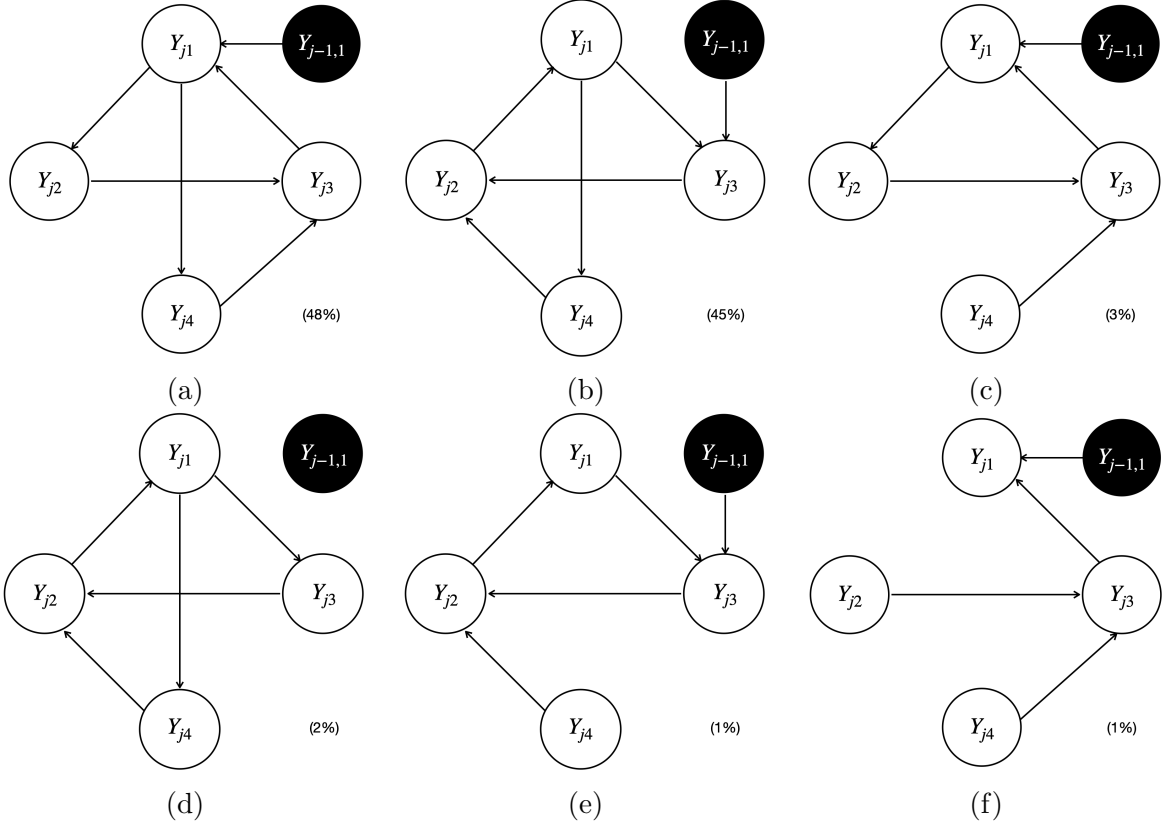 Y_{j1} Y_{j−1,1}
Y_{j2} Y_{j3}
Y_{j4} (48%)
(a)
Y_{j1} Y_{j−1,1}
Y_{j2} Y_{j3}
Y_{j4} (45%)
(b)
Y_{j1} Y_{j−1,1}
Y_{j2} Y_{j3}
Y_{j4} (3%)
(c)
Y_{j1} Y_{j−1,1}
Y_{j2} Y_{j3}
Y_{j4} (2%)
(d)
Y_{j1} Y_{j−1,1}
Y_{j2} Y_{j3}
Y_{j4} (1%)
(e)
Y_{j1} Y_{j−1,1}
Y_{j2} Y_{j3}
Y_{j4} (1%)
(f)